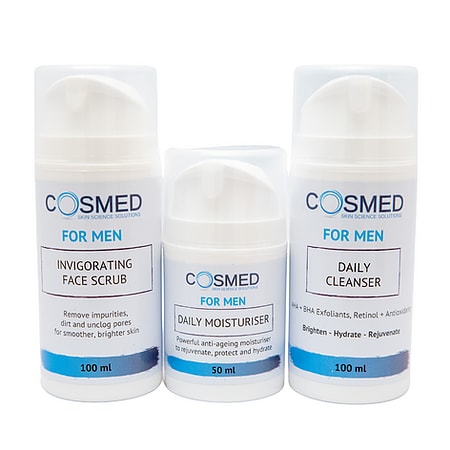 COSMED
SKIN SCIENCE SOLUTIONS
FOR MEN
INVIGORATING
FACE SCRUB
Remove impurities,
dirt and unclog pores
for smoother, brighter skin
100 ml
COSMED
SKIN SCIENCE SOLUTIONS
FOR MEN
DAILY MOISTURISER
Powerful anti-ageing moisturiser
to rejuvenate, protect and hydrate
50 ml
COSMED
SKIN SCIENCE SOLUTIONS
FOR MEN
DAILY
CLEANSER
AHA + BHA Exfoliants, Retinol +
Brighten - Hydrate - Rejuvenate
100 ml